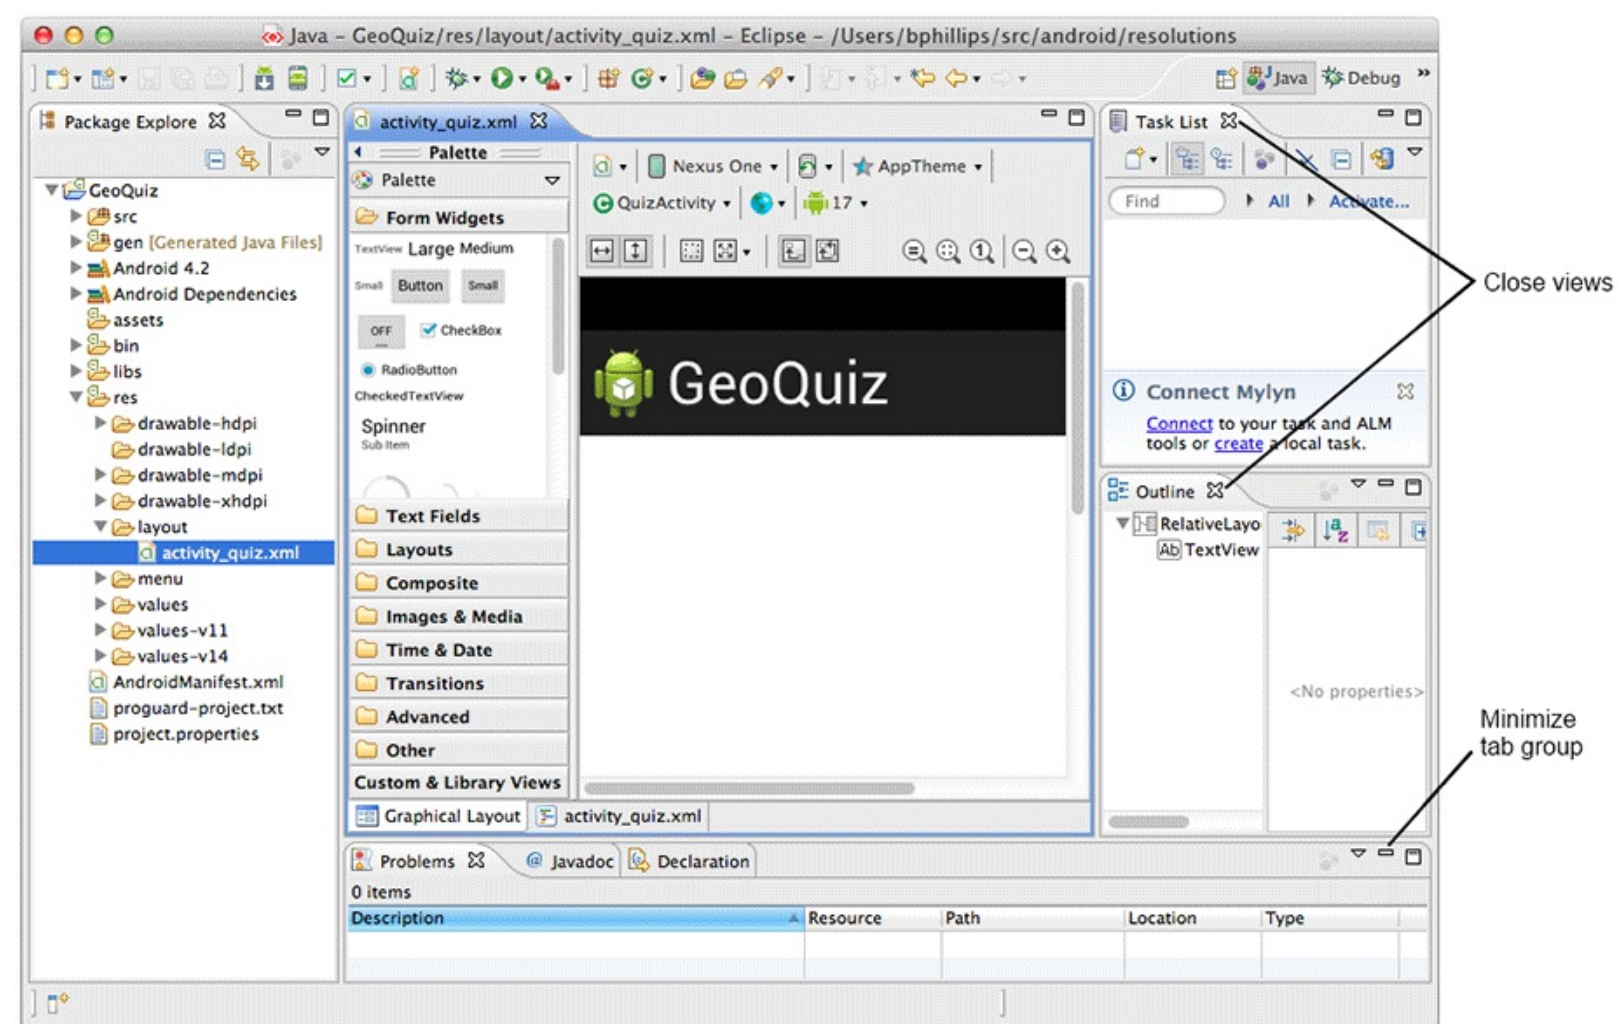 Java – GeoQuiz/res/layout/activity_quiz.xml – Eclipse – /Users/bphillips/src/android/resolutions
Java
Debug
Package Explore
GeoQuiz
src
gen [Generated Java Files]
Android 4.2
Android Dependencies
assets
bin
libs
res
drawable-hdpi
drawable-ldpi
drawable-mdpi
drawable-xhdpi
layout
activity_quiz.xml
menu
values
values-v11
values-v14
AndroidManifest.xml
proguard-project.txt
project.properties
activity_quiz.xml
Palette
Palette
Form Widgets
TextView Large Medium
Small Button Small
OFF CheckBox
RadioButton
CheckedTextView
Spinner
Sub Item
Text Fields
Layouts
Composite
Images & Media
Time & Date
Transitions
Advanced
Other
Custom & Library Views
Nexus One AppTheme
QuizActivity 17
1
GeoQuiz
Graphical Layout activity_quiz.xml
Task List
Find All Activate...
Connect Mylyn
Connect to your task and ALM
tools or create a local task.
Outline
RelativeLayo
Ab TextView
a
z
<No properties>
Close views
Minimize
tab group
Problems @ Javadoc Declaration
0 items
Description Resource Path Location Type